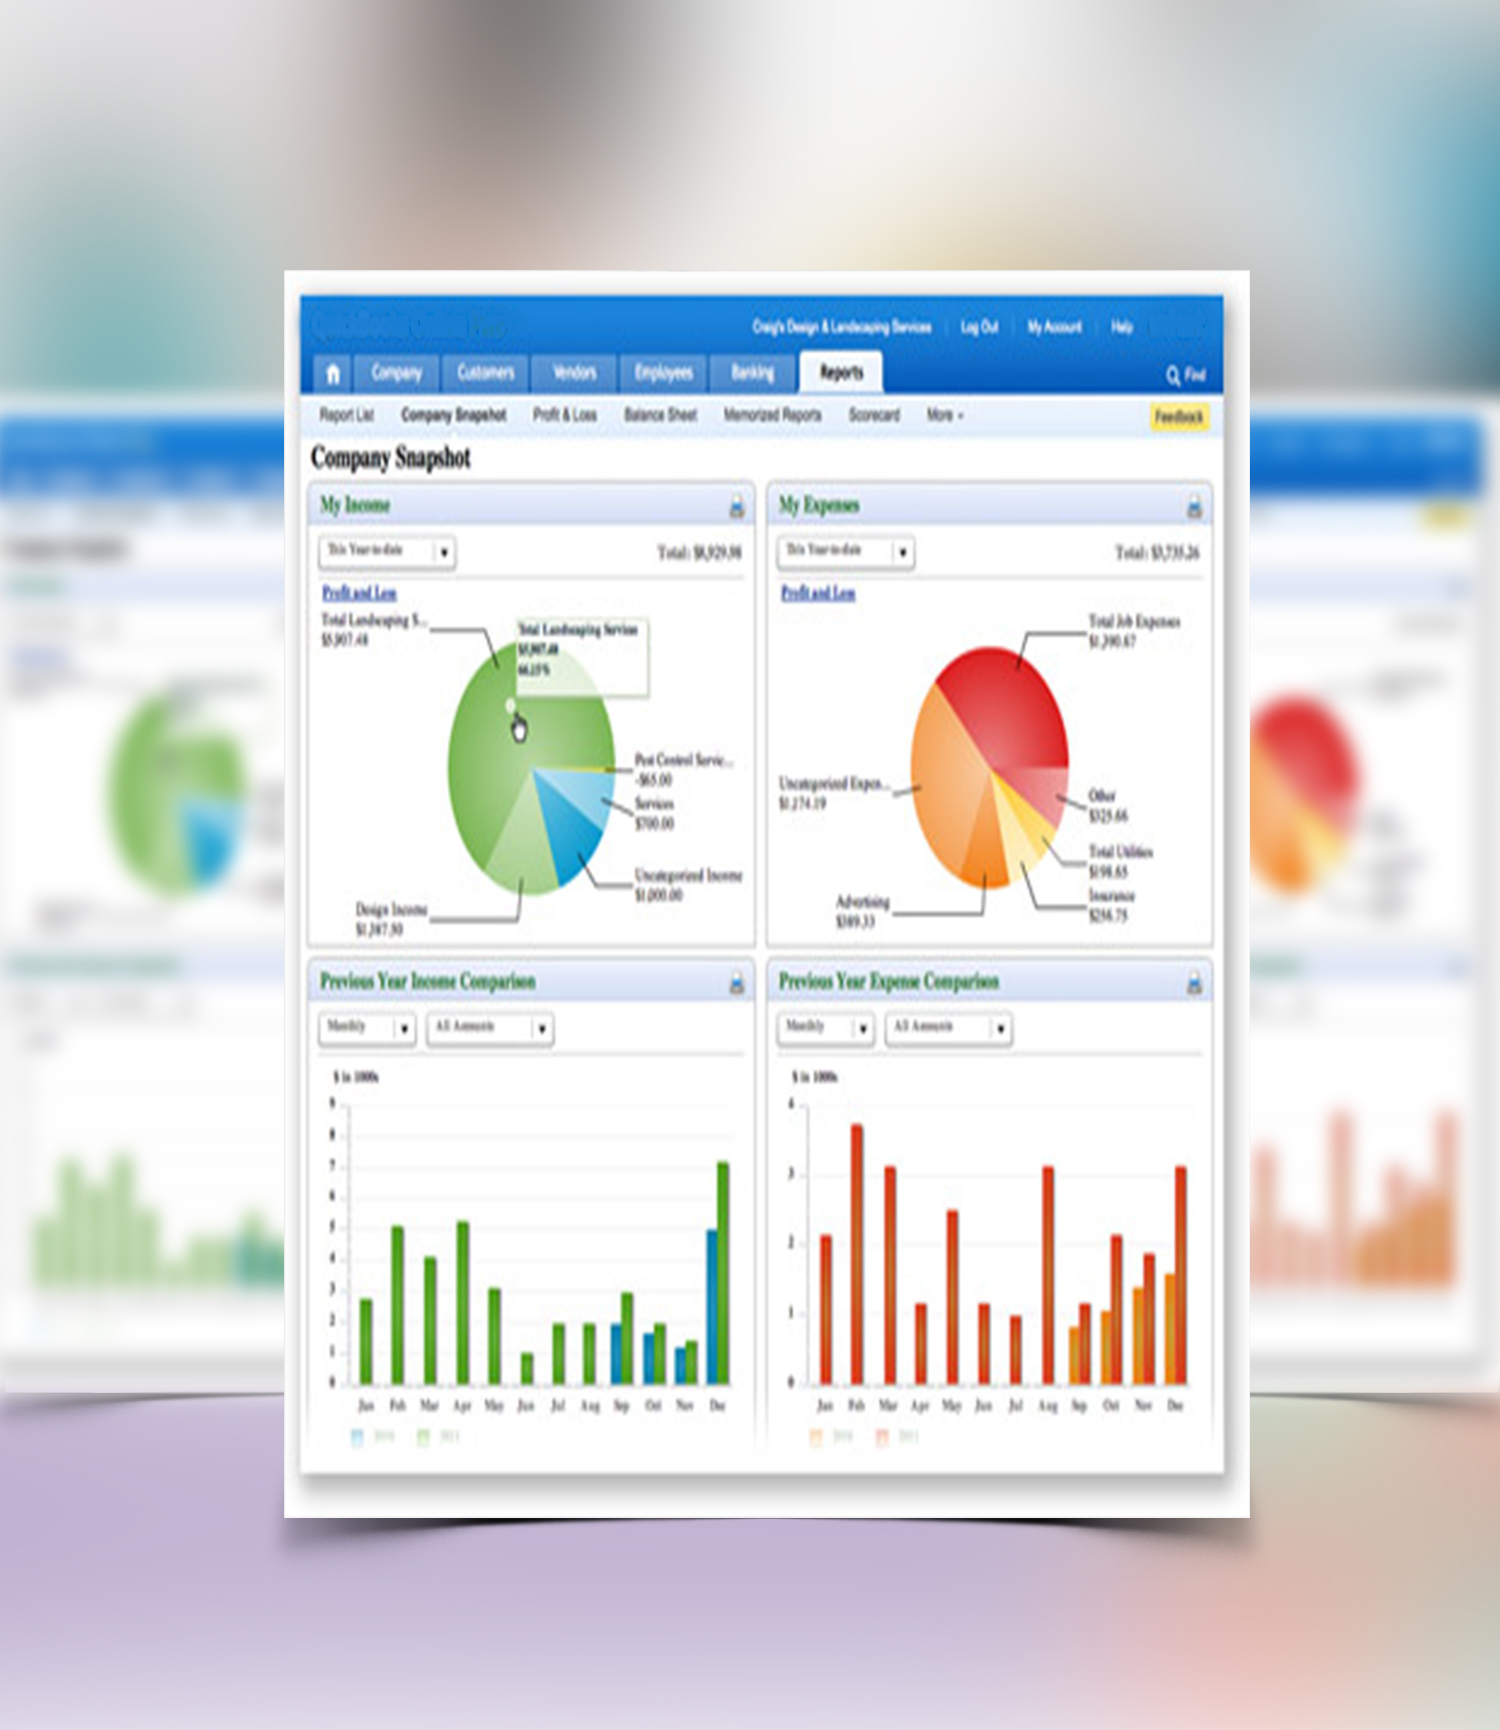 Craig's Design & Landscaping Services Log Out My Account Help
Company Customers Vendors Employees Banking Reports Find
Report List Company Snapshot Profit & Loss Balance Sheet Memorized Reports Scorecard More Feedback
Company Snapshot
My Income
This Year-to-date Total: $8,929.98
Profit and Loss
Total Landscaping S...
$5,907.48
Total Landscaping Services
$5,907.48
66.15%
Pest Control Servic...
-$65.00
Services
$700.00
Uncategorized Income
$1,000.00
Design Income
$1,387.50
My Expenses
This Year-to-date Total: $3,735.26
Profit and Loss
Total Job Expenses
$1,390.67
Uncategorized Expen...
$1,174.19
Other
$325.66
Total Utilities
$198.65
Insurance
$256.75
Advertising
$389.33
Previous Year Income Comparison
Monthly All Amounts
$ in 1000s
9
8
7
6
5
4
3
2
1
0
Jan Feb Mar Apr May Jun Jul Aug Sep Oct Nov Dec
Previous Year Expense Comparison
Monthly All Amounts
$ in 1000s
4
3
2
1
0
Jan Feb Mar Apr May Jun Jul Aug Sep Oct Nov Dec